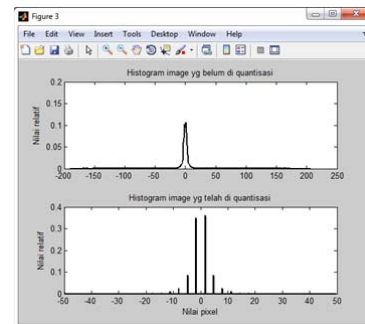 Figure 3
File Edit View Insert Tools Desktop Window Help
Histogram image yg belum di quantisasi
Nilai relatif
0.2
0.15
0.1
0.05
0
-200 -150 -100 -50 0 50 100 150 200 250
Histogram image yg telah di quantisasi
Nilai relatif
0.4
0.3
0.2
0.1
0
-50 -40 -30 -20 -10 0 10 20 30 40 50
Nilai pixel